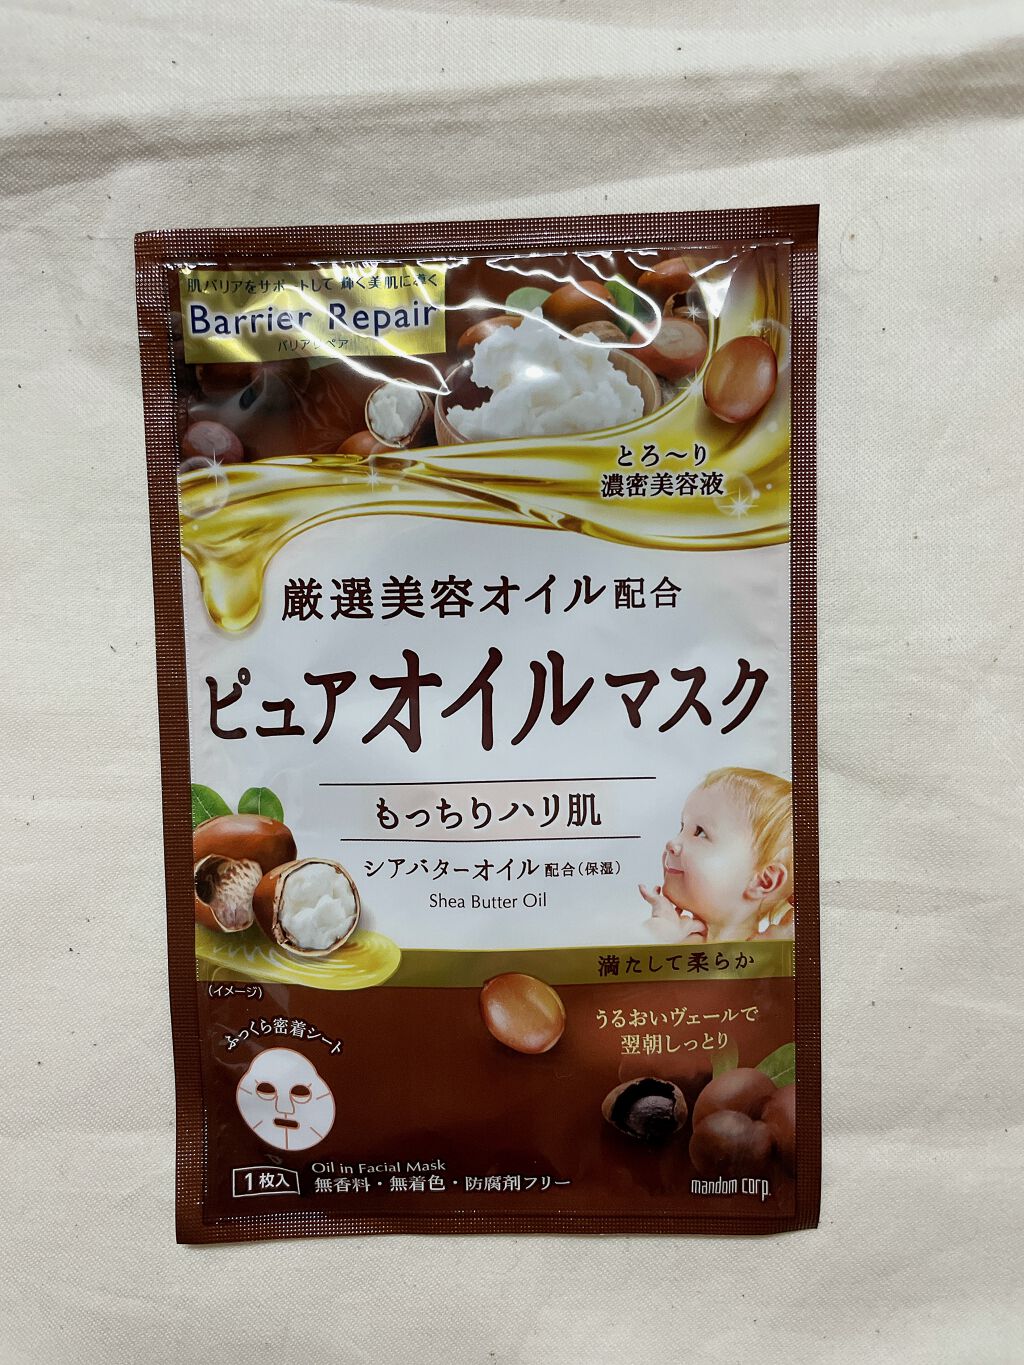 肌バリアをサポートして輝く美肌に導く
Barrier Repair
バリアリペア
とろ〜り
濃密美容液
厳選美容オイル配合
ピュアオイルマスク
もっちりハリ肌
シアバターオイル配合(保湿)
Shea Butter Oil
満たして柔らか
(イメージ)
うるおいヴェールで
翌朝しっとり
ふっくら密着シート
1枚入
Oil in Facial Mask
無香料・無着色・防腐剤フリー
mandom corp.